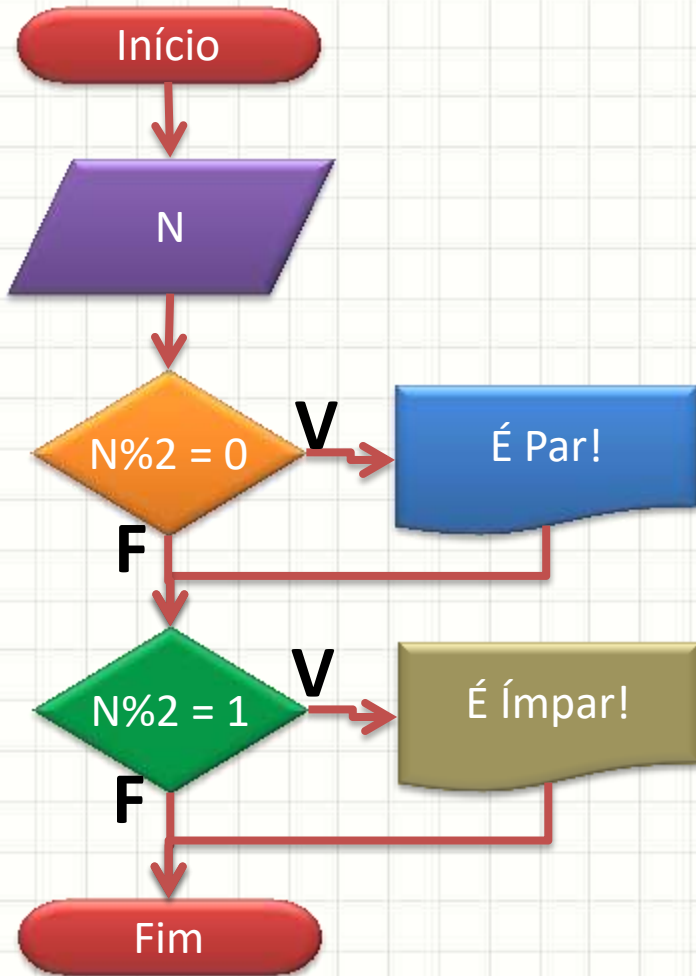 Início
N
N%2 = 0
V
É Par!
F
N%2 = 1
V
É Ímpar!
F
Fim